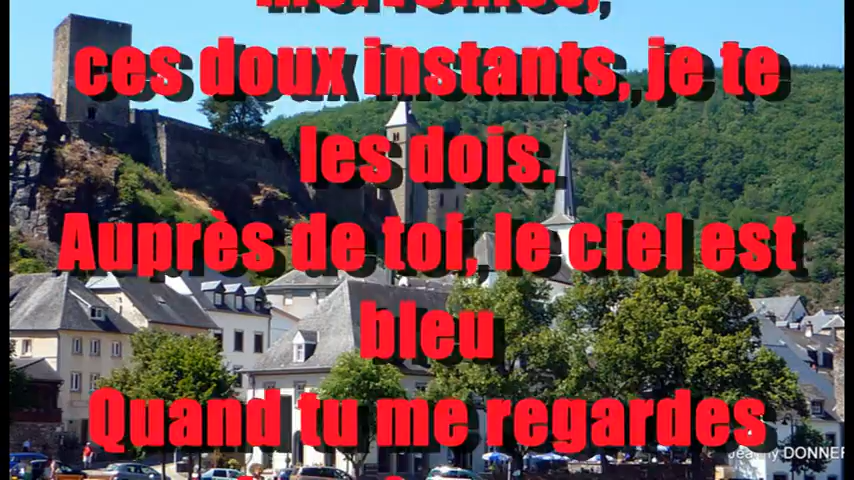 ces doux instants, je te
les dois.
Auprès de toi, le ciel est
bleu
Quand tu me regardes